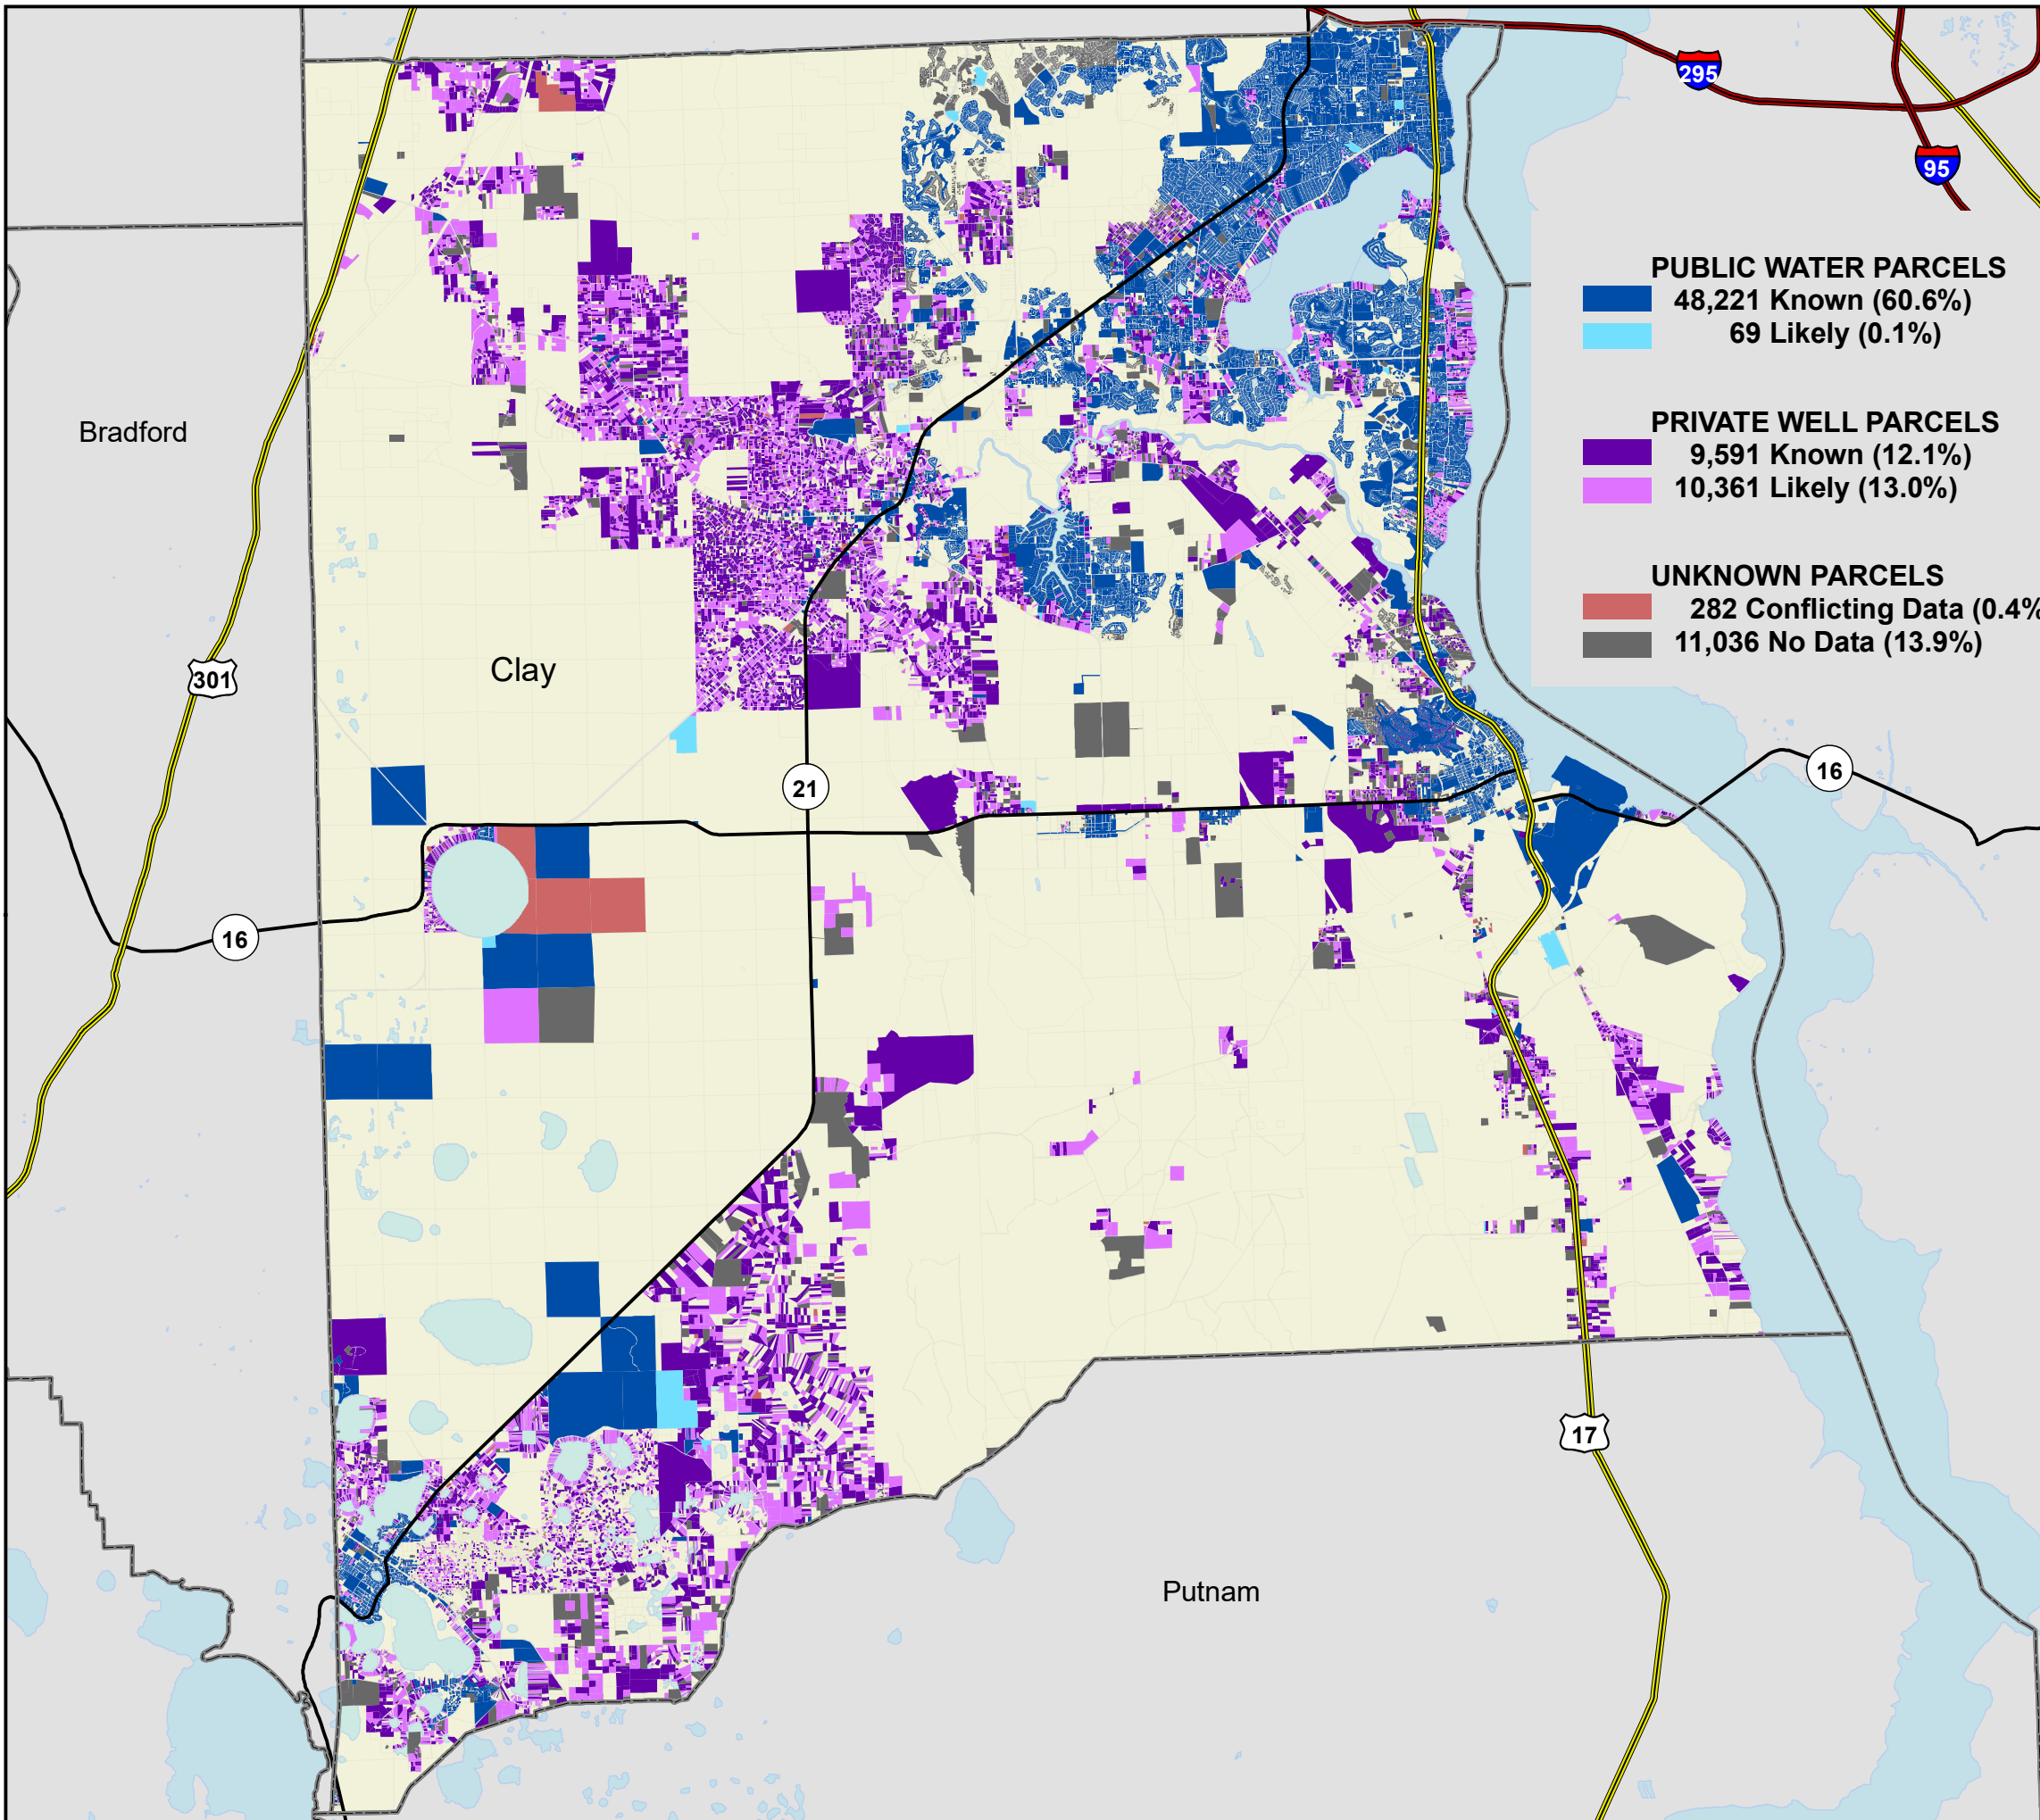 295
95
PUBLIC WATER PARCELS
48,221 Known (60.6%)
69 Likely (0.1%)
Bradford
PRIVATE WELL PARCELS
9,591 Known (12.1%)
10,361 Likely (13.0%)
UNKNOWN PARCELS
282 Conflicting Data (0.4%
11,036 No Data (13.9%)
Clay
301
21
16
16
17
Putnam